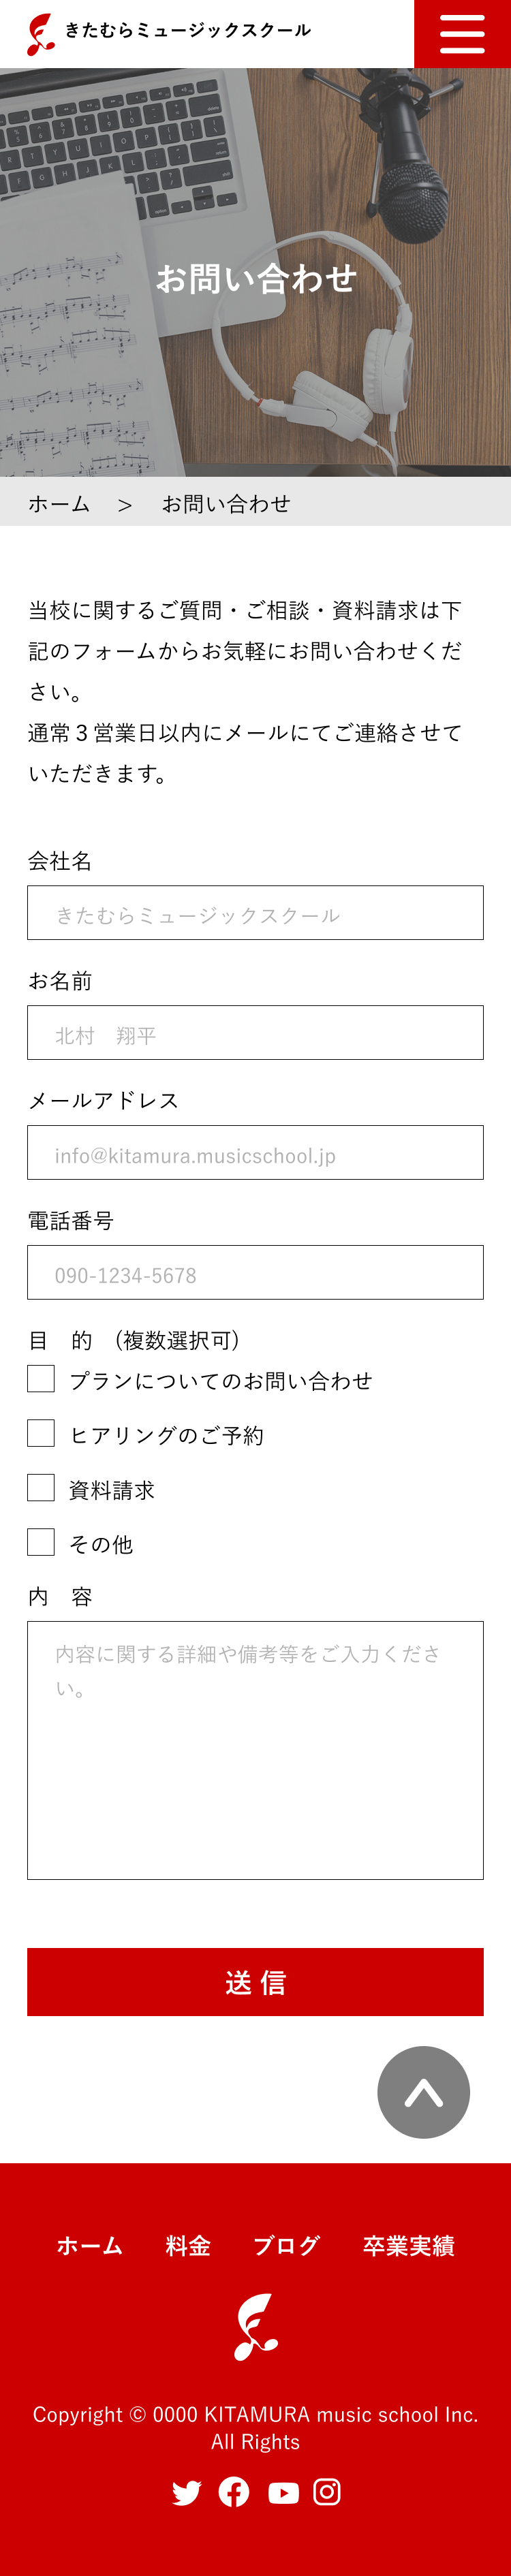 きたむらミュージックスクール
お問い合わせ
ホーム　>　お問い合わせ
当校に関するご質問・ご相談・資料請求は下
記のフォームからお気軽にお問い合わせくだ
さい。
通常３営業日以内にメールにてご連絡させて
いただきます。
会社名
きたむらミュージックスクール
お名前
北村　翔平
メールアドレス
info@kitamura.musicschool.jp
電話番号
090-1234-5678
目　的　（複数選択可）
プランについてのお問い合わせ
ヒアリングのご予約
資料請求
その他
内　容
内容に関する詳細や備考等をご入力くださ
い。
送 信
ホーム　料金　ブログ　卒業実績
Copyright © 0000 KITAMURA music school Inc.
All Rights